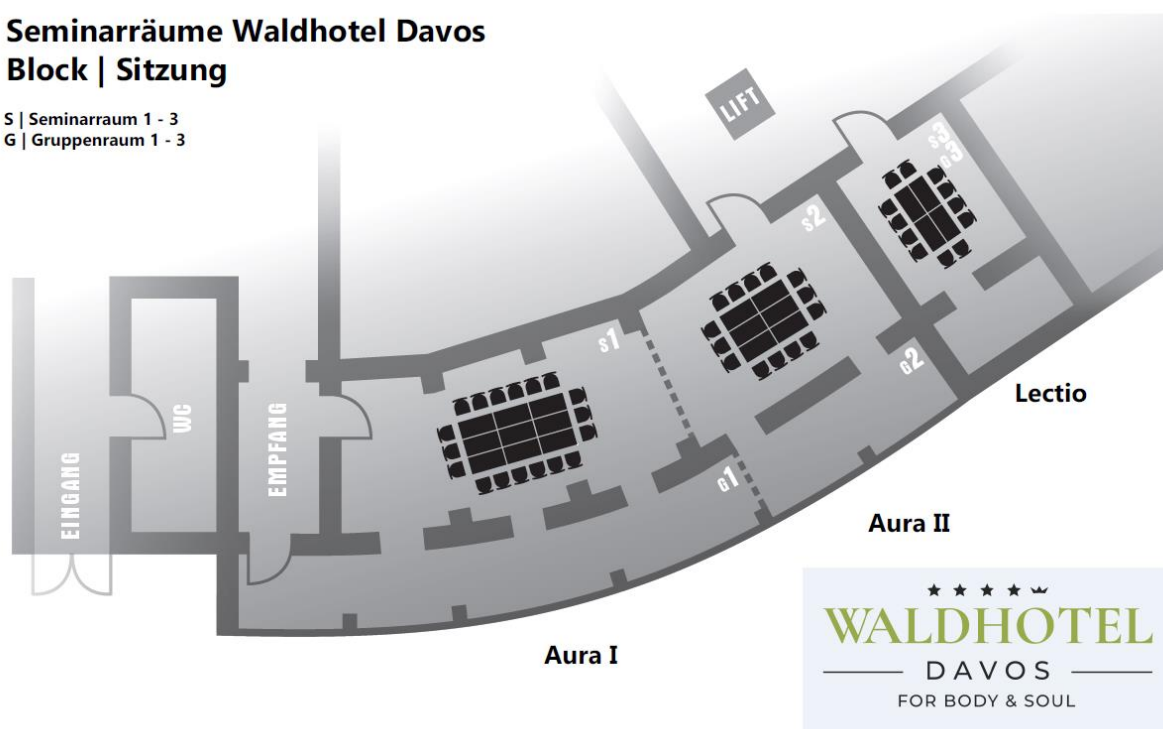 Seminarräume Waldhotel Davos
Block | Sitzung
S | Seminarraum 1 - 3
G | Gruppenraum 1 - 3
LIFT
S3
G3
S2
S1
G2
WC
EMPFANG
EINGANG
G1
Lectio
Aura II
Aura I
WALDHOTEL
DAVOS
FOR BODY & SOUL